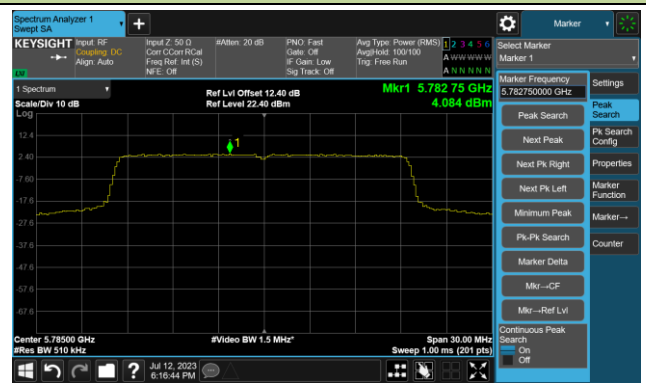 Spectrum Analyzer 1
Swept SA
Marker
KEYSIGHT
Input: RF
Coupling: DC
Align: Auto
Input Z: 50 Ω
Corr CCorr RCal
Freq Ref: Int (S)
NFE: Off
#Atten: 20 dB
PNO: Fast
Gate: Off
IF Gain: Low
Sig Track: Off
Avg Type: Power (RMS)
Avg|Hold: 100/100
Trig: Free Run
1 2 3 4 5 6
A W W W W W
A N N N N N
Select Marker
Marker 1
LXI
1 Spectrum
Scale/Div 10 dB
Log
Ref Lvl Offset 12.40 dB
Ref Level 22.40 dBm
Mkr1 5.782 75 GHz
4.084 dBm
12.4
2.40
-7.60
-17.6
-27.6
-37.6
-47.6
-57.6
-67.6
1
Center 5.78500 GHz
#Res BW 510 kHz
#Video BW 1.5 MHz*
Span 30.00 MHz
Sweep 1.00 ms (201 pts)
Marker Frequency
5.782750000 GHz
Peak Search
Next Peak
Next Pk Right
Next Pk Left
Minimum Peak
Pk-Pk Search
Marker Delta
Mkr→CF
Mkr→Ref Lvl
Continuous Peak
Search
On
Off
Settings
Peak
Search
Pk Search
Config
Properties
Marker
Function
Marker→
Counter
?
Jul 12, 2023
6:16:44 PM